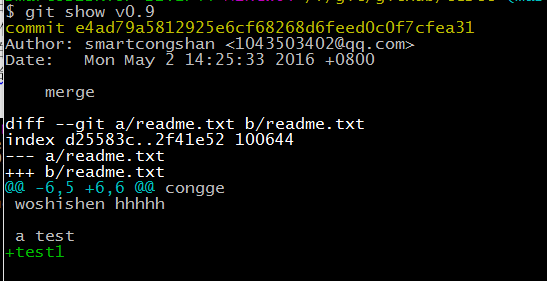 $ git show v0.9
commit e4ad79a5812925e6cf68268d6feed0c0f7cfea31
Author: smartcongshan <1043503402@qq.com>
Date:   Mon May 2 14:25:33 2016 +0800
merge
diff --git a/readme.txt b/readme.txt
index d25583c..2f41e52 100644
--- a/readme.txt
+++ b/readme.txt
@@ -6,5 +6,6 @@ congge
woshishen hhhhh
a test
+test1